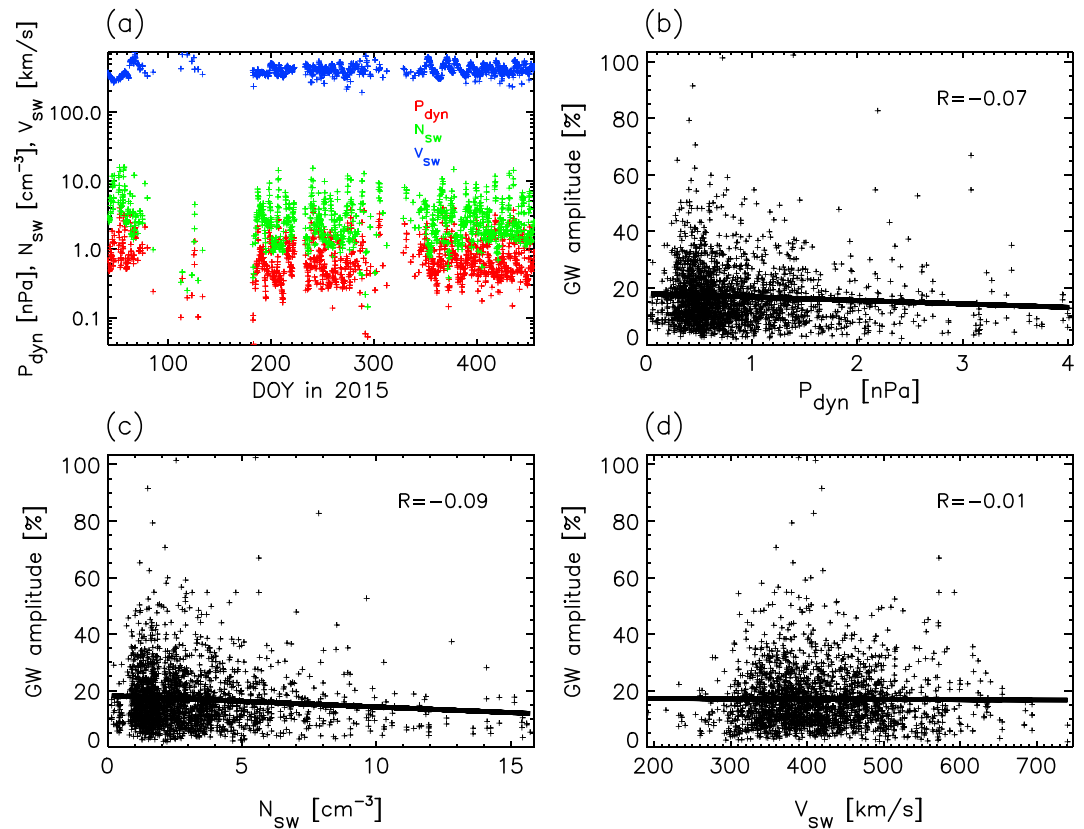 (a)
P_dyn [nPa], N_sw [cm^−3], V_sw [km/s]
100.0
10.0
1.0
0.1
P_dyn
N_sw
V_sw
100 200 300 400
DOY in 2015
(b)
GW amplitude [%]
100
80
60
40
20
0
R=−0.07
0 1 2 3 4
P_dyn [nPa]
(c)
GW amplitude [%]
100
80
60
40
20
0
R=−0.09
0 5 10 15
N_sw [cm^−3]
(d)
GW amplitude [%]
100
80
60
40
20
0
R=−0.01
200 300 400 500 600 700
V_sw [km/s]